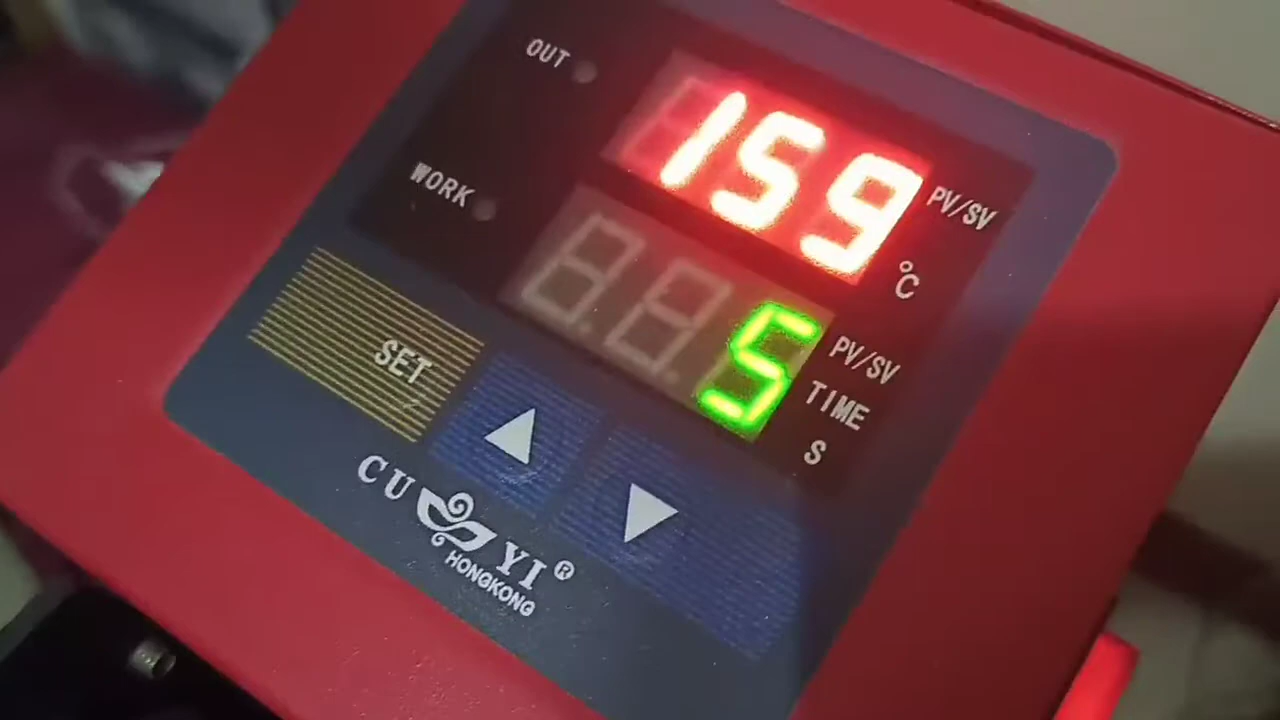 OUT
159
PV/SV
°C
WORK
5
PV/SV
TIME
S
SET
CU YI®
HONGKONG